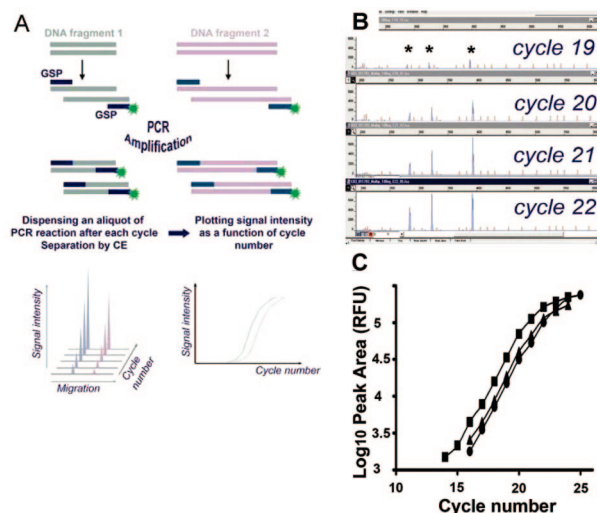 A
DNA fragment 1
DNA fragment 2
GSP
GSP
PCR
Amplification
Dispensing an aliquot of
PCR reaction after each cycle
Separation by CE
Plotting signal intensity
as a function of cycle
number
Signal intensity
Migration
Cycle
number
Signal intensity
Cycle number
B
* * *
cycle 19
cycle 20
cycle 21
cycle 22
C
Log10 Peak Area (RFU)
5
4.5
4
3.5
3
10
15
20
25
Cycle number